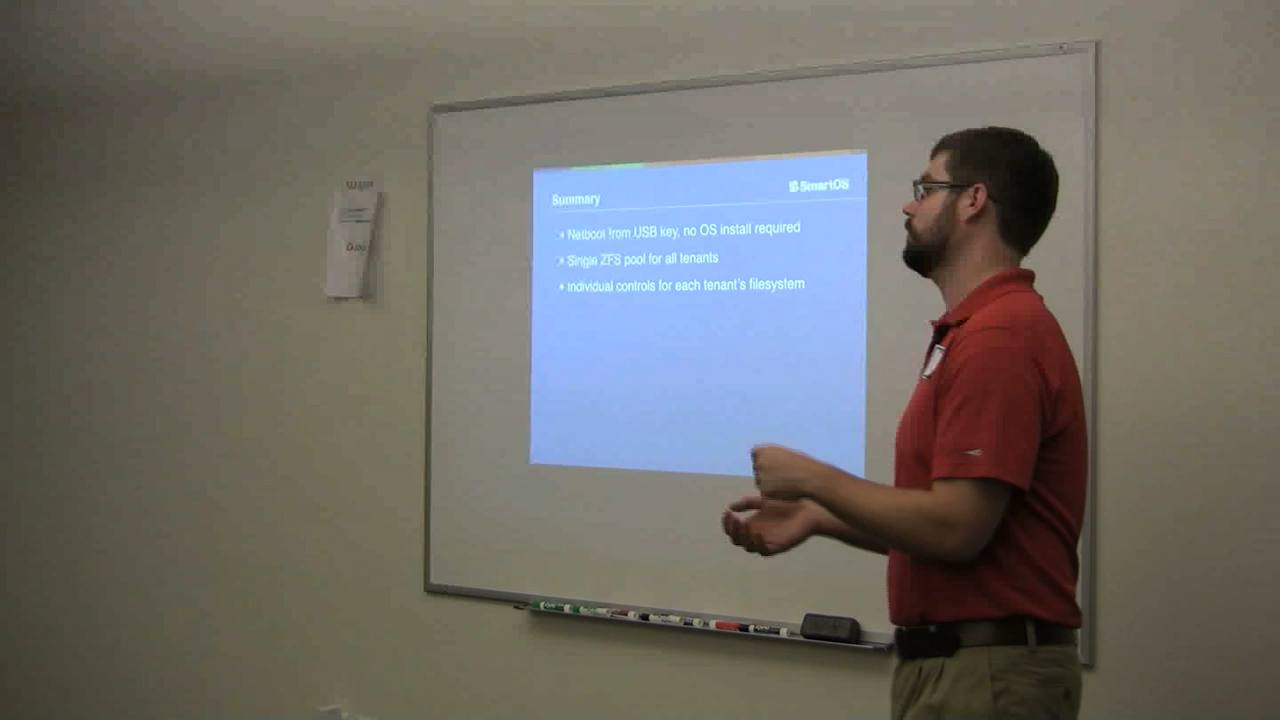 Summary
SmartOS
Netboot from USB key, no OS install required
Single ZFS pool for all tenants
Individual controls for each tenant's filesystem